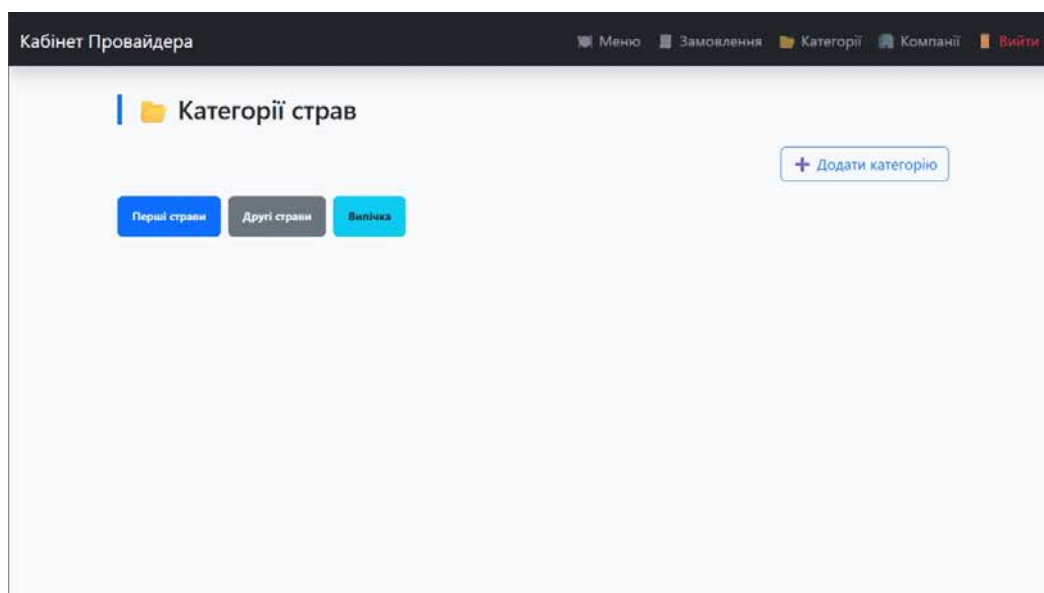 Кабінет Провайдера
Меню Замовлення Категорії Компанії Вийти
Категорії страв
Додати категорію
Перші страви Другі страви Випічка